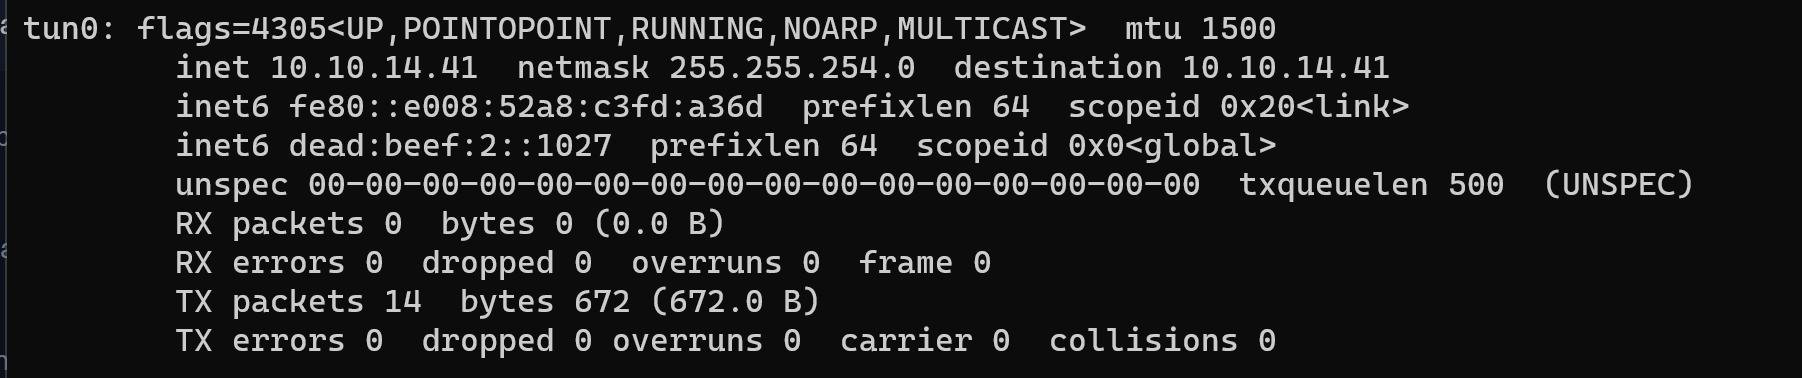 tun0: flags=4305<UP,POINTOPOINT,RUNNING,NOARP,MULTICAST>  mtu 1500
        inet 10.10.14.41  netmask 255.255.254.0  destination 10.10.14.41
        inet6 fe80::e008:52a8:c3fd:a36d  prefixlen 64  scopeid 0x20<link>
        inet6 dead:beef:2::1027  prefixlen 64  scopeid 0x0<global>
        unspec 00-00-00-00-00-00-00-00-00-00-00-00-00-00-00-00  txqueuelen 500  (UNSPEC)
        RX packets 0  bytes 0 (0.0 B)
        RX errors 0  dropped 0  overruns 0  frame 0
        TX packets 14  bytes 672 (672.0 B)
        TX errors 0  dropped 0 overruns 0  carrier 0  collisions 0